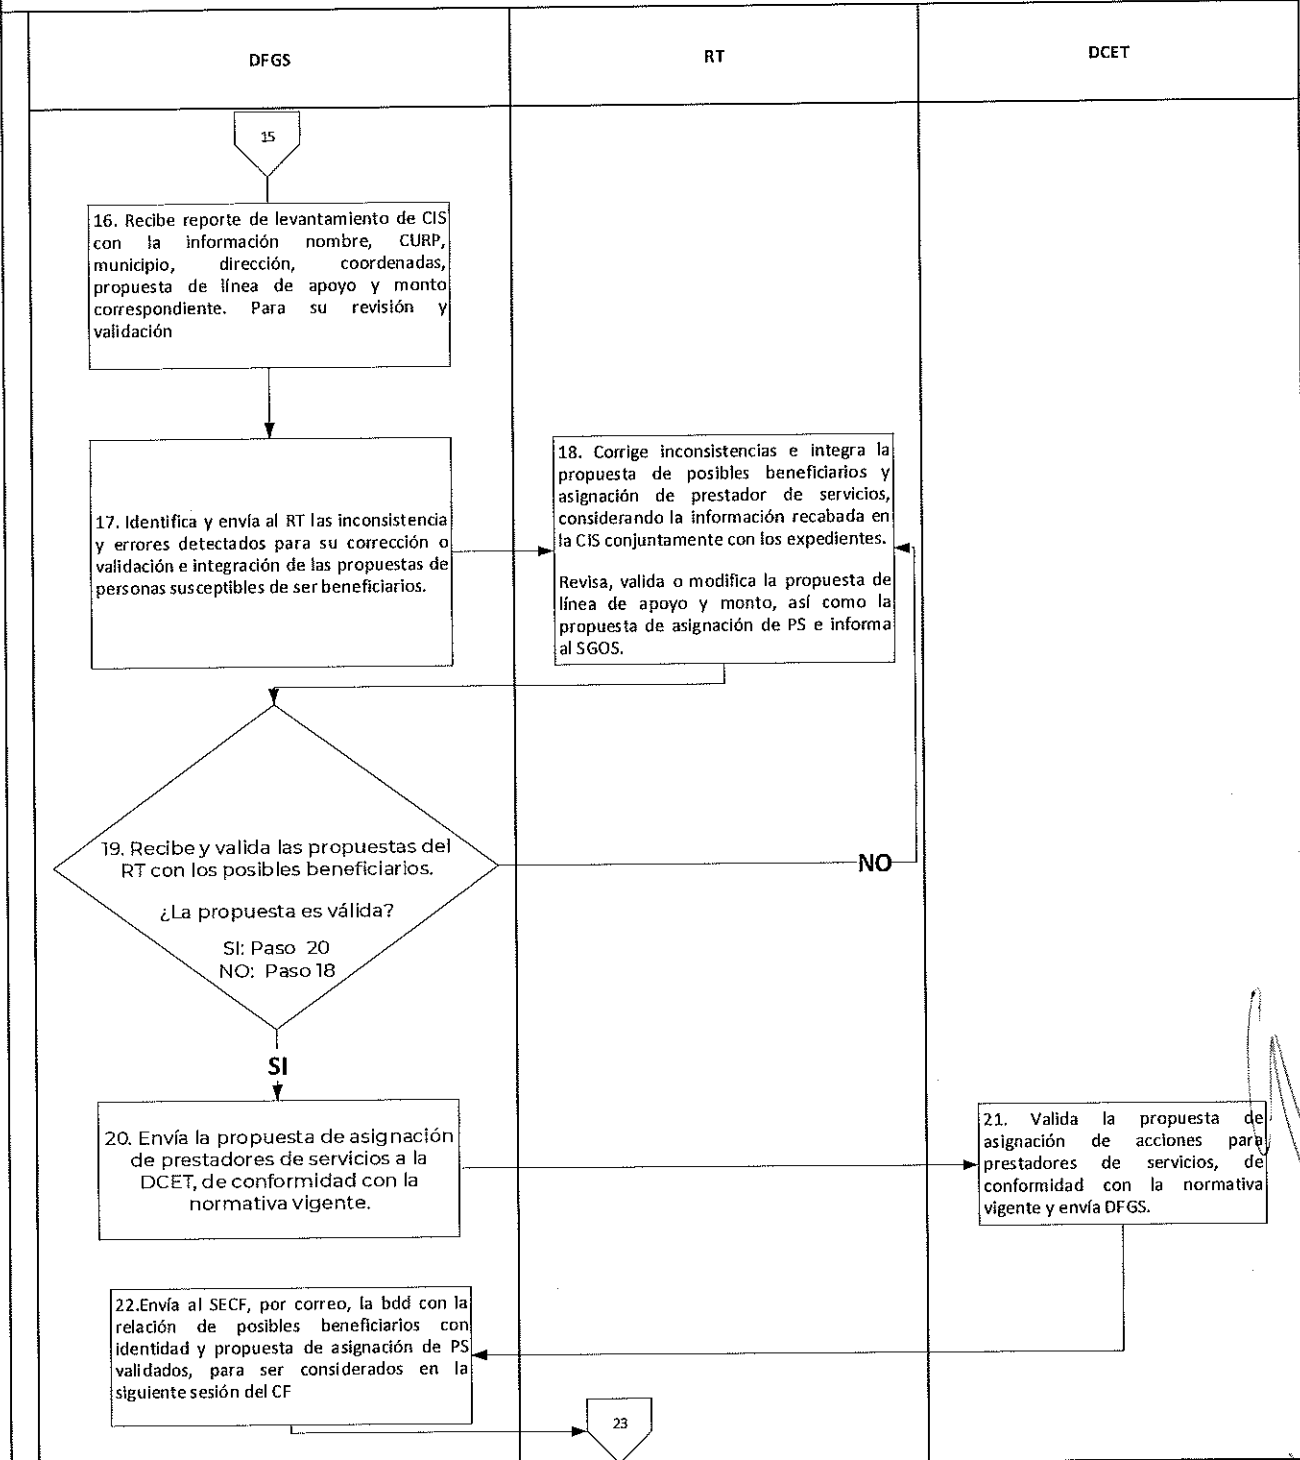 DFGS
RT
DCET
15
16. Recibe reporte de levantamiento de CIS
con la información nombre, CURP,
municipio, dirección, coordenadas,
propuesta de línea de apoyo y monto
correspondiente. Para su revisión y
validación
17. Identifica y envía al RT las inconsistencia
y errores detectados para su corrección o
validación e integración de las propuestas de
personas susceptibles de ser beneficiarios.
18. Corrige inconsistencias e integra la
propuesta de posibles beneficiarios y
asignación de prestador de servicios,
considerando la información recabada en
la CIS conjuntamente con los expedientes.
Revisa, valida o modifica la propuesta de
línea de apoyo y monto, así como la
propuesta de asignación de PS e informa
al SGOS.
19. Recibe y valida las propuestas del
RT con los posibles beneficiarios.
¿La propuesta es válida?
SI: Paso 20
NO: Paso 18
NO
SI
20. Envía la propuesta de asignación
de prestadores de servicios a la
DCET, de conformidad con la
normativa vigente.
21. Valida la propuesta de
asignación de acciones para
prestadores de servicios, de
conformidad con la normativa
vigente y envía DFGS.
22.Envía al SECF, por correo, la bdd con la
relación de posibles beneficiarios con
identidad y propuesta de asignación de PS
validados, para ser considerados en la
siguiente sesión del CF
23